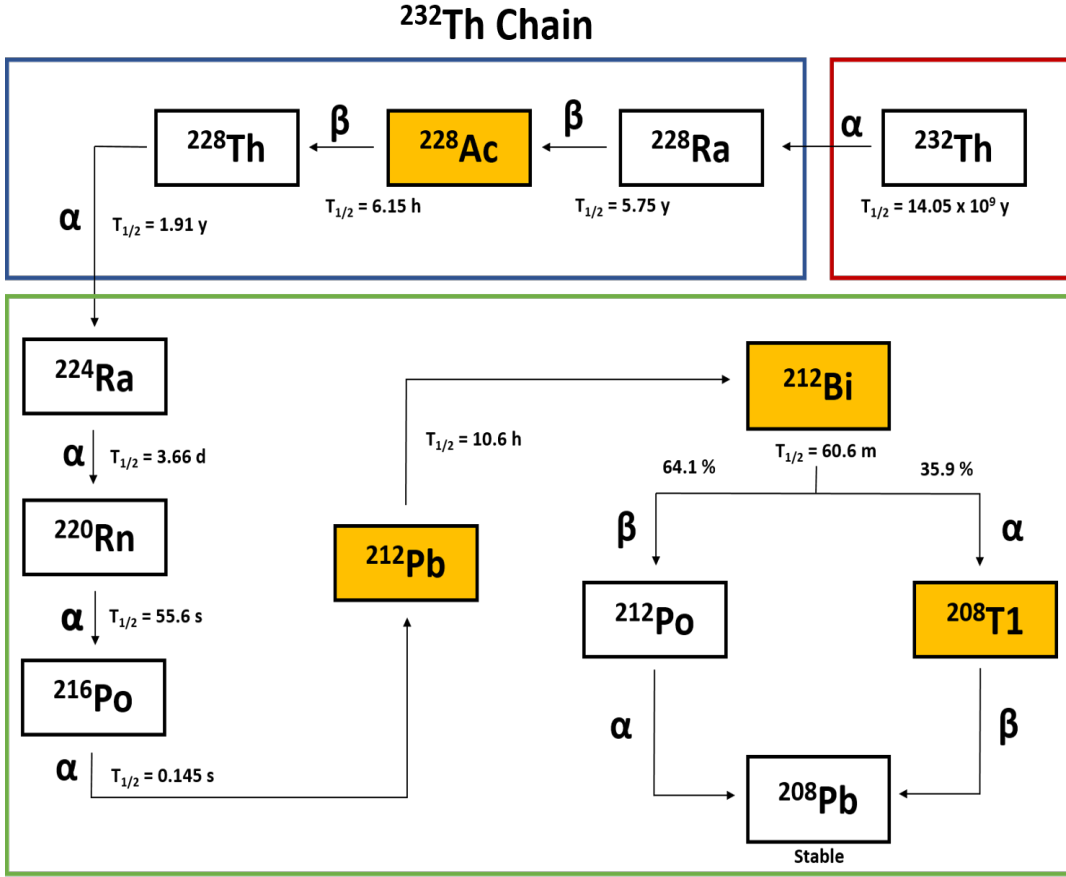 ²³²Th Chain
β
β
α
²²⁸Th
²²⁸Ac
²²⁸Ra
²³²Th
α
T₁/₂ = 1.91 y
T₁/₂ = 6.15 h
T₁/₂ = 5.75 y
T₁/₂ = 14.05 x 10⁹ y
²²⁴Ra
α
T₁/₂ = 3.66 d
²²⁰Rn
α
T₁/₂ = 55.6 s
²¹⁶Po
α
T₁/₂ = 0.145 s
²¹²Pb
T₁/₂ = 10.6 h
²¹²Bi
T₁/₂ = 60.6 m
64.1 %
35.9 %
β
α
²¹²Po
²⁰⁸T1
α
β
²⁰⁸Pb
Stable